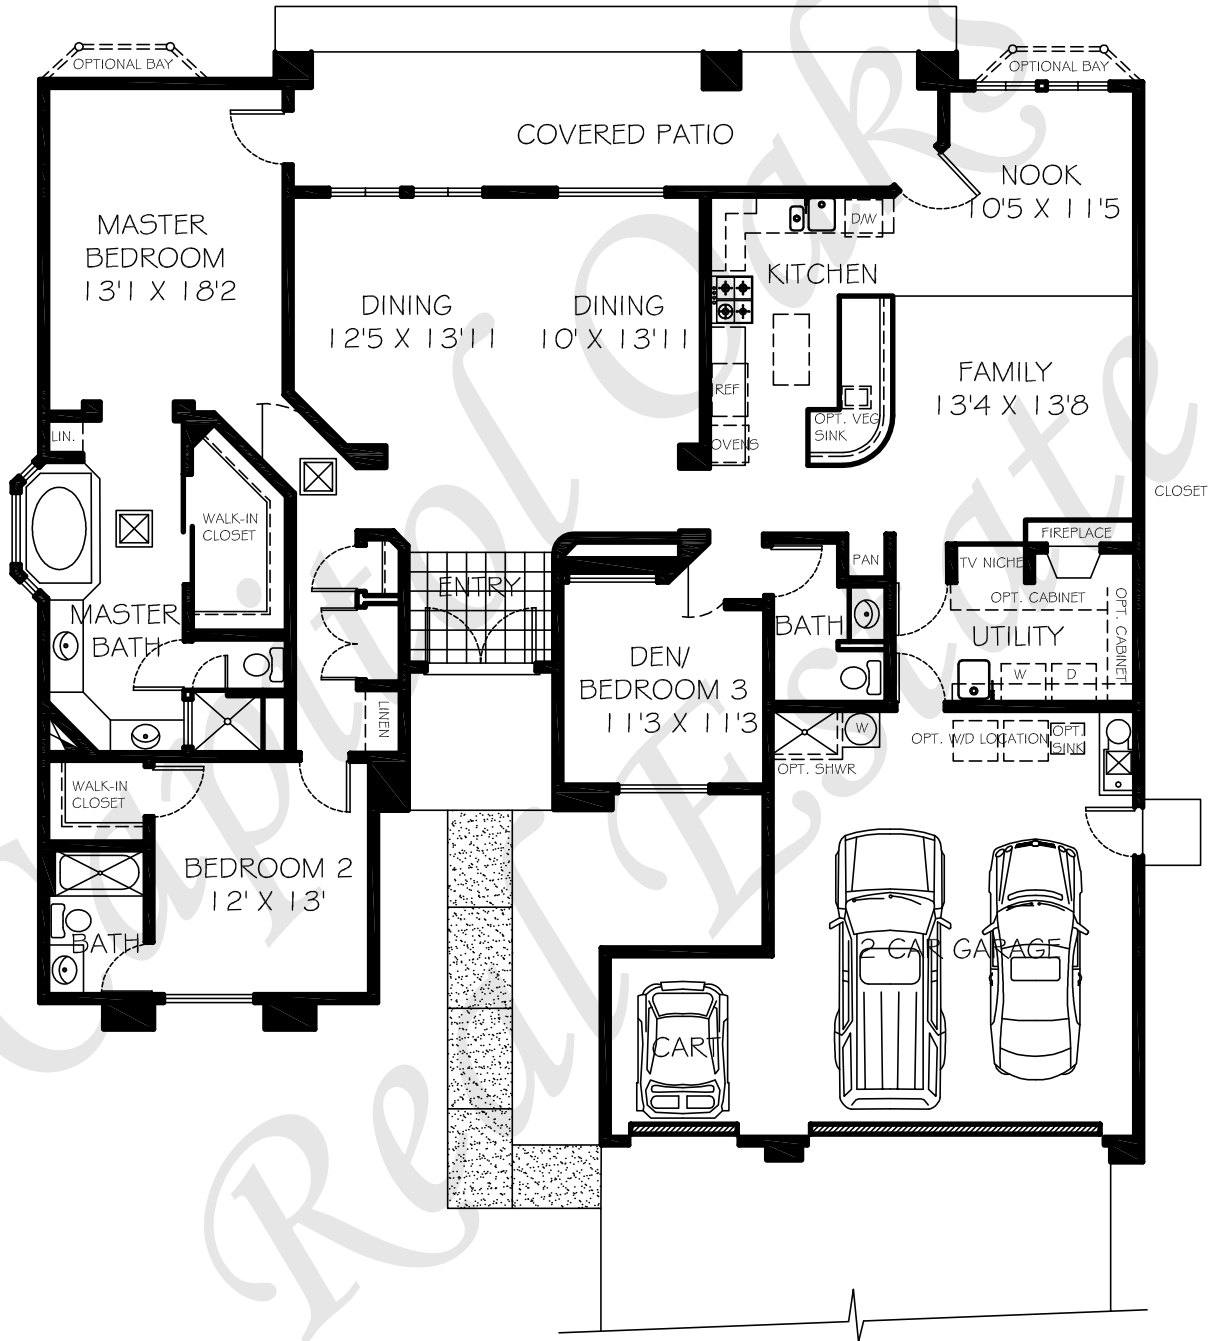 OPTIONAL BAY
OPTIONAL BAY
COVERED PATIO
NOOK
10'5 X 11'5
MASTER
BEDROOM
13'1 X 18'2
D/W
KITCHEN
DINING
12'5 X 13'11
DINING
10' X 13'11
FAMILY
13'4 X 13'8
REF
OVENS
OPT. VEG
SINK
LIN.
WALK-IN
CLOSET
CLOSET
FIREPLACE
TV NICHE
PAN
ENTRY
OPT. CABINET
OPT. CABINET
MASTER
BATH
BATH
UTILITY
W
D
DEN/
BEDROOM 3
11'3 X 11'3
LINEN
W
OPT. W/D LOCATION
OPT.
SINK
OPT. SHWR
WALK-IN
CLOSET
BEDROOM 2
12' X 13'
BATH
2 CAR GARAGE
CART
Capitol Oaks
Real Estate